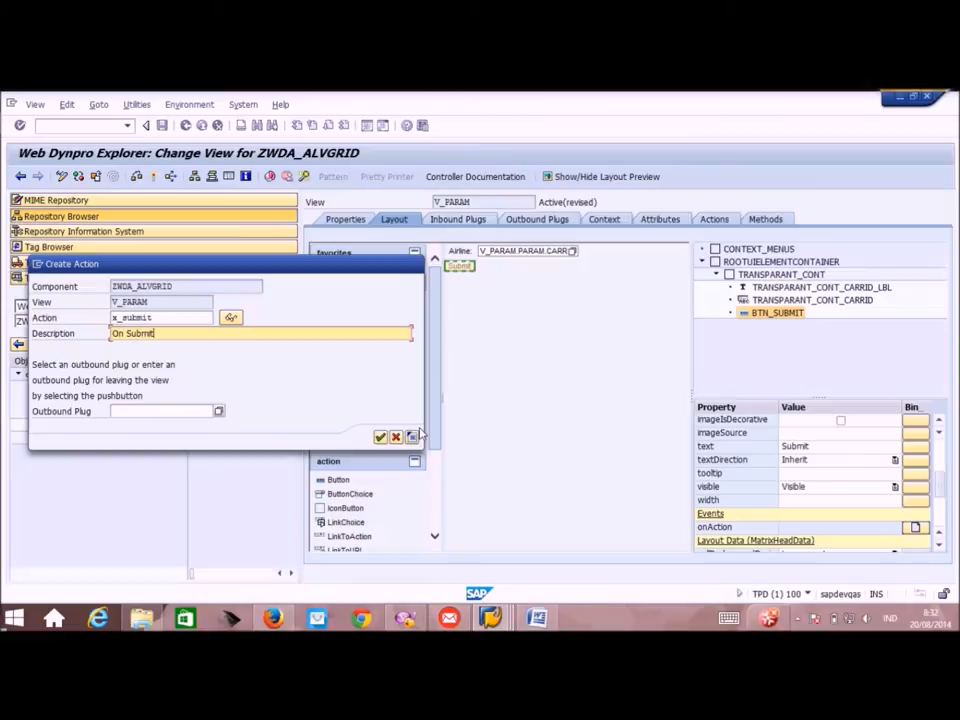 View Edit Goto Utilities Environment System Help
Web Dynpro Explorer: Change View for ZWDA_ALVGRID
Pattern Pretty Printer Controller Documentation Show/Hide Layout Preview
MIME Repository
Repository Browser
Repository Information System
Tag Browser
View V_PARAM Active(revised)
Properties Layout Inbound Plugs Outbound Plugs Context Attributes Actions Methods
favorites
Airline: V_PARAM.PARAM.CARR
Submit
CONTEXT_MENUS
ROOTUIELEMENTCONTAINER
TRANSPARANT_CONT
TRANSPARANT_CONT_CARRID_LBL
TRANSPARANT_CONT_CARRID
BTN_SUBMIT
Create Action
Component ZWDA_ALVGRID
View V_PARAM
Action x_submit
Description On Submit
Select an outbound plug or enter an
outbound plug for leaving the view
by selecting the pushbutton
Outbound Plug
action
Button
ButtonChoice
IconButton
LinkChoice
LinkToAction
LinkToURL
Property Value Bin_
imageIsDecorative
imageSource
text Submit
textDirection Inherit
tooltip
visible Visible
width
Events
onAction
Layout Data (MatrixHeadData)
SAP
TPD (1) 100 sapdevqas INS
IND
8:32
20/08/2014